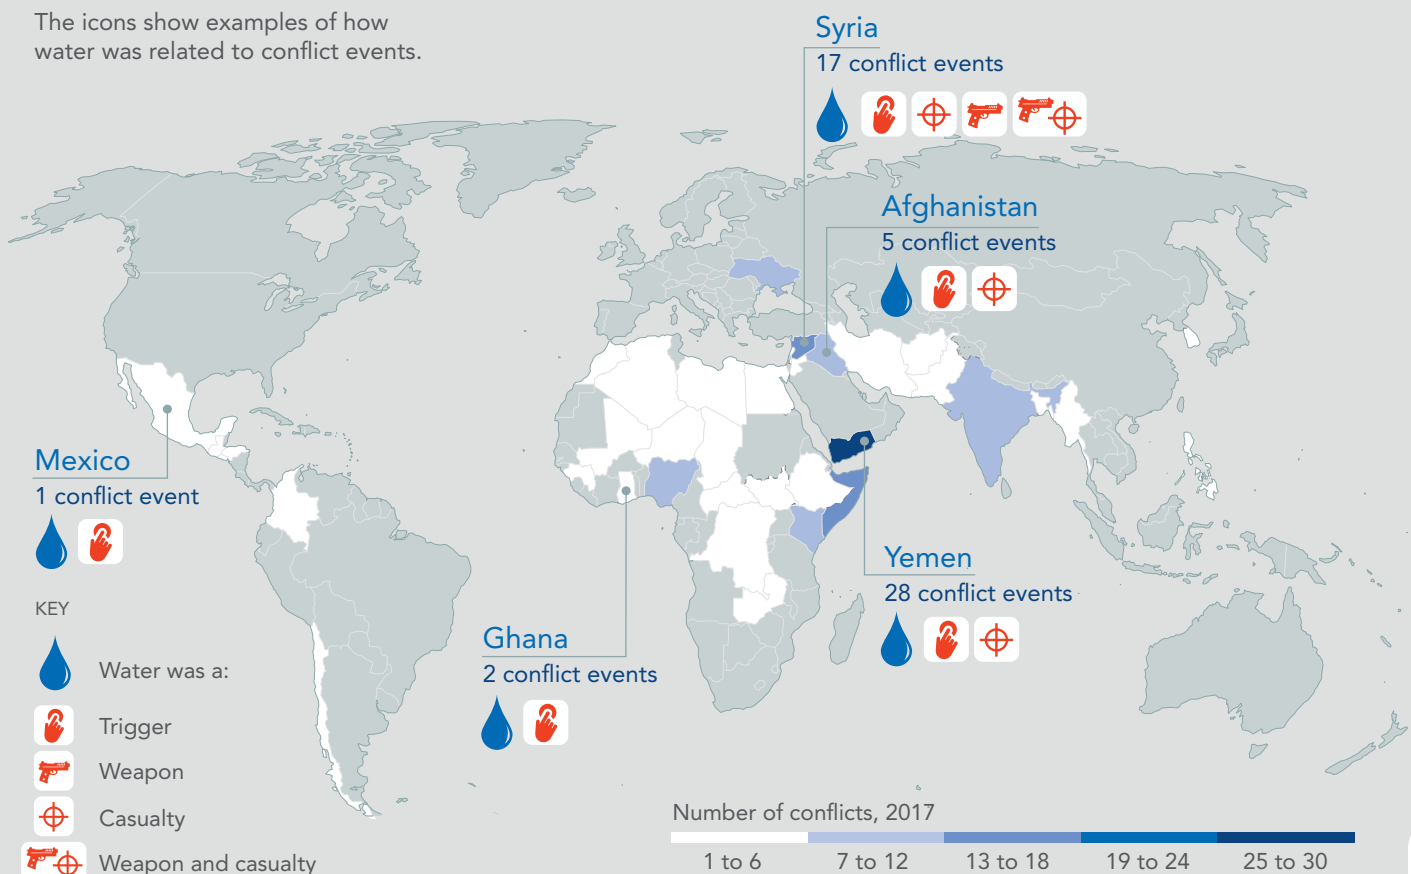 The icons show examples of how
water was related to conflict events.
Syria
17 conflict events
Afghanistan
5 conflict events
Mexico
1 conflict event
Yemen
28 conflict events
Ghana
2 conflict events
KEY
Water was a:
Trigger
Weapon
Casualty
Weapon and casualty
Number of conflicts, 2017
1 to 6
7 to 12
13 to 18
19 to 24
25 to 30